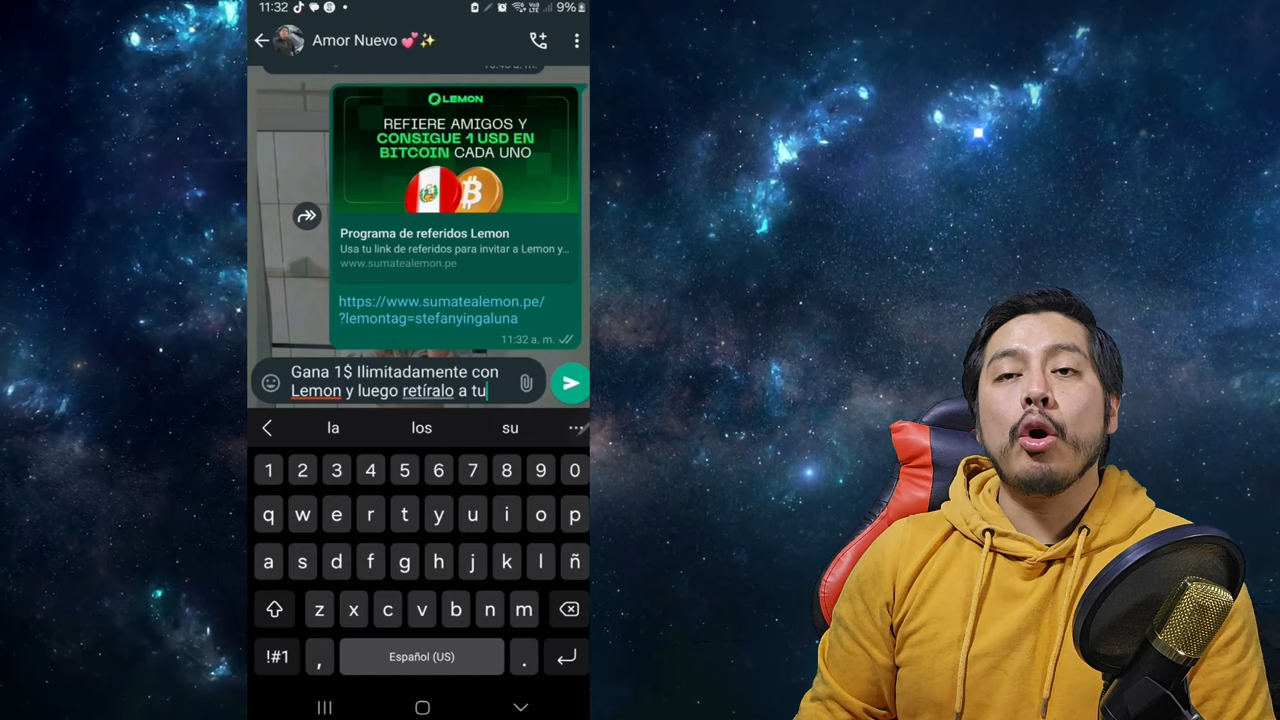 11:32
9%
Amor Nuevo 💕✨
LEMON
REFIERE AMIGOS Y
CONSIGUE 1 USD EN
BITCOIN CADA UNO
Programa de referidos Lemon
Usa tu link de referidos para invitar a Lemon y...
www.sumatealemon.pe
https://www.sumatealemon.pe/
?lemontag=stefanyingaluna
11:32 a. m.
Gana 1$ Ilimitadamente con
Lemon y luego retíralo a tu
la los su
1 2 3 4 5 6 7 8 9 0
q w e r t y u i o p
a s d f g h j k l ñ
z x c v b n m
!#1 , Español (US) .